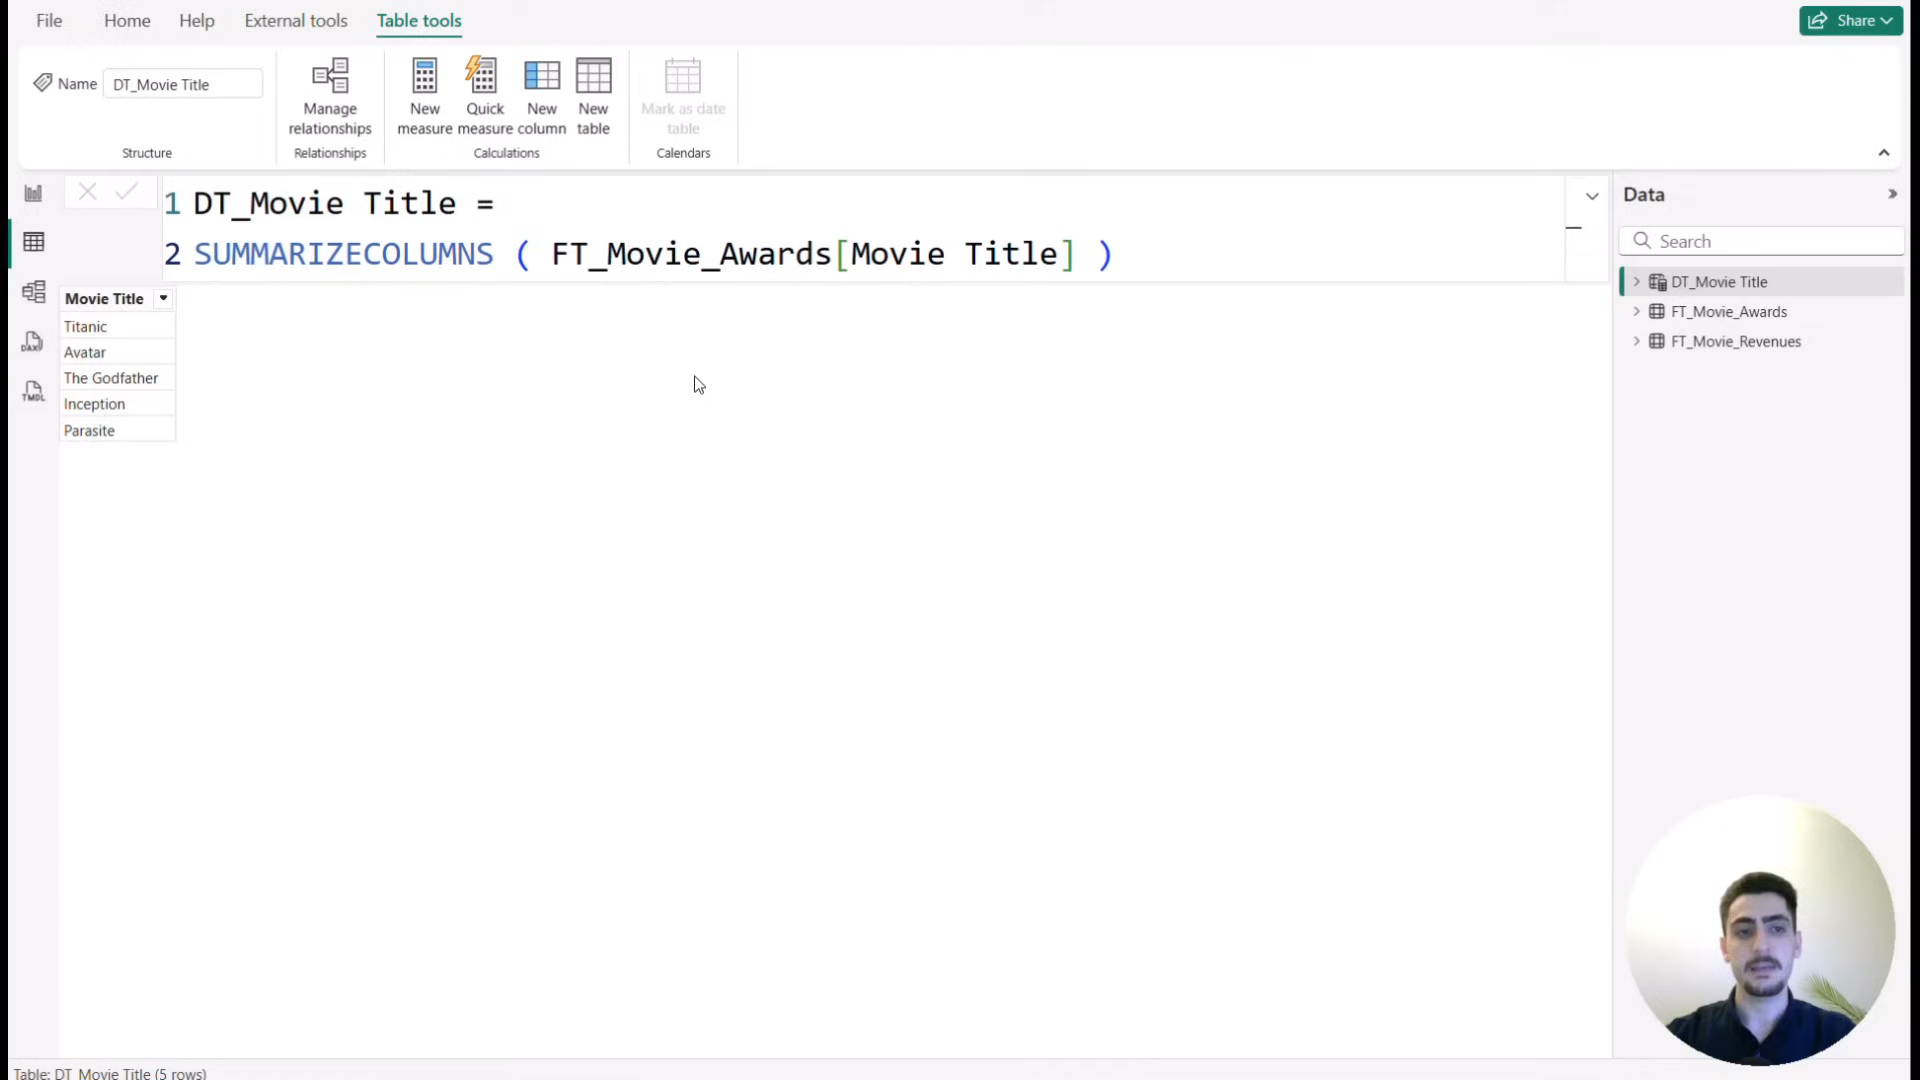 File Home Help External tools Table tools Share
Name DT_Movie Title
Manage relationships
New measure
Quick measure
New column
New table
Mark as date table
Structure Relationships Calculations Calendars
1 DT_Movie Title =
2 SUMMARIZECOLUMNS ( FT_Movie_Awards[Movie Title] )
DAX
TMDL
Movie Title
Titanic
Avatar
The Godfather
Inception
Parasite
Data
Search
DT_Movie Title
FT_Movie_Awards
FT_Movie_Revenues
Table: DT_Movie Title (5 rows)